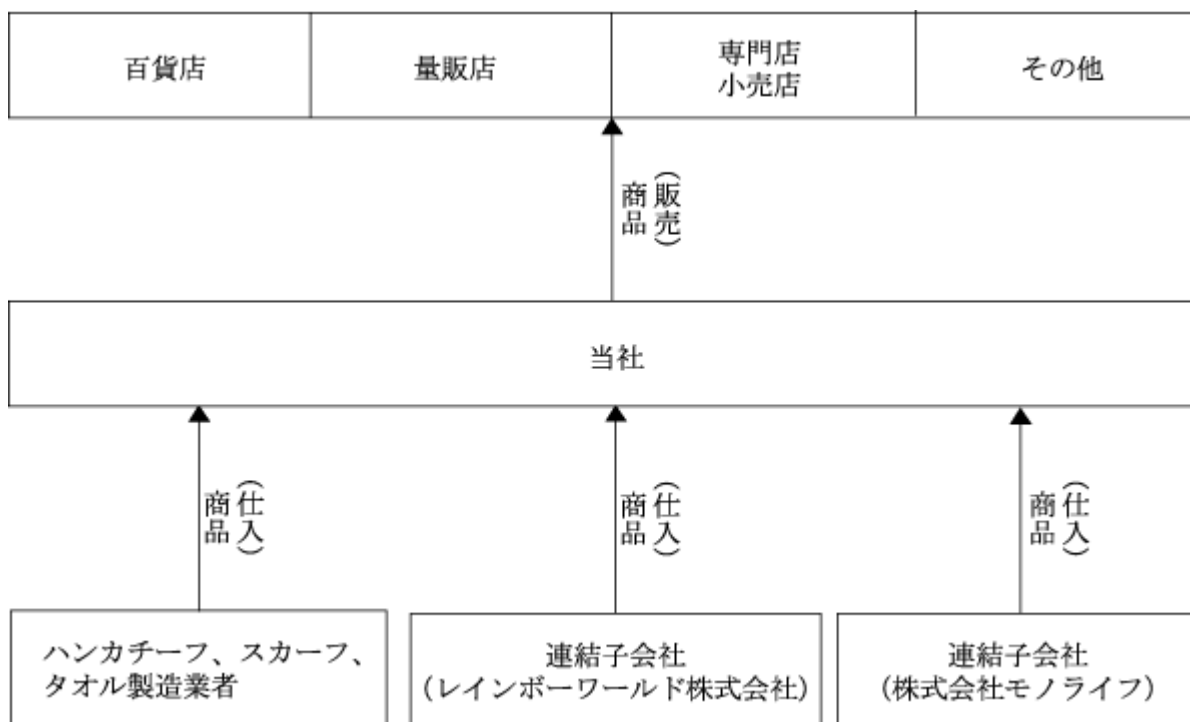 百貨店
量販店
専門店
小売店
その他
商品
(販売)
当社
商品
(仕入)
商品
(仕入)
商品
(仕入)
ハンカチーフ、スカーフ、
タオル製造業者
連結子会社
(レインボーワールド株式会社)
連結子会社
(株式会社モノライフ)